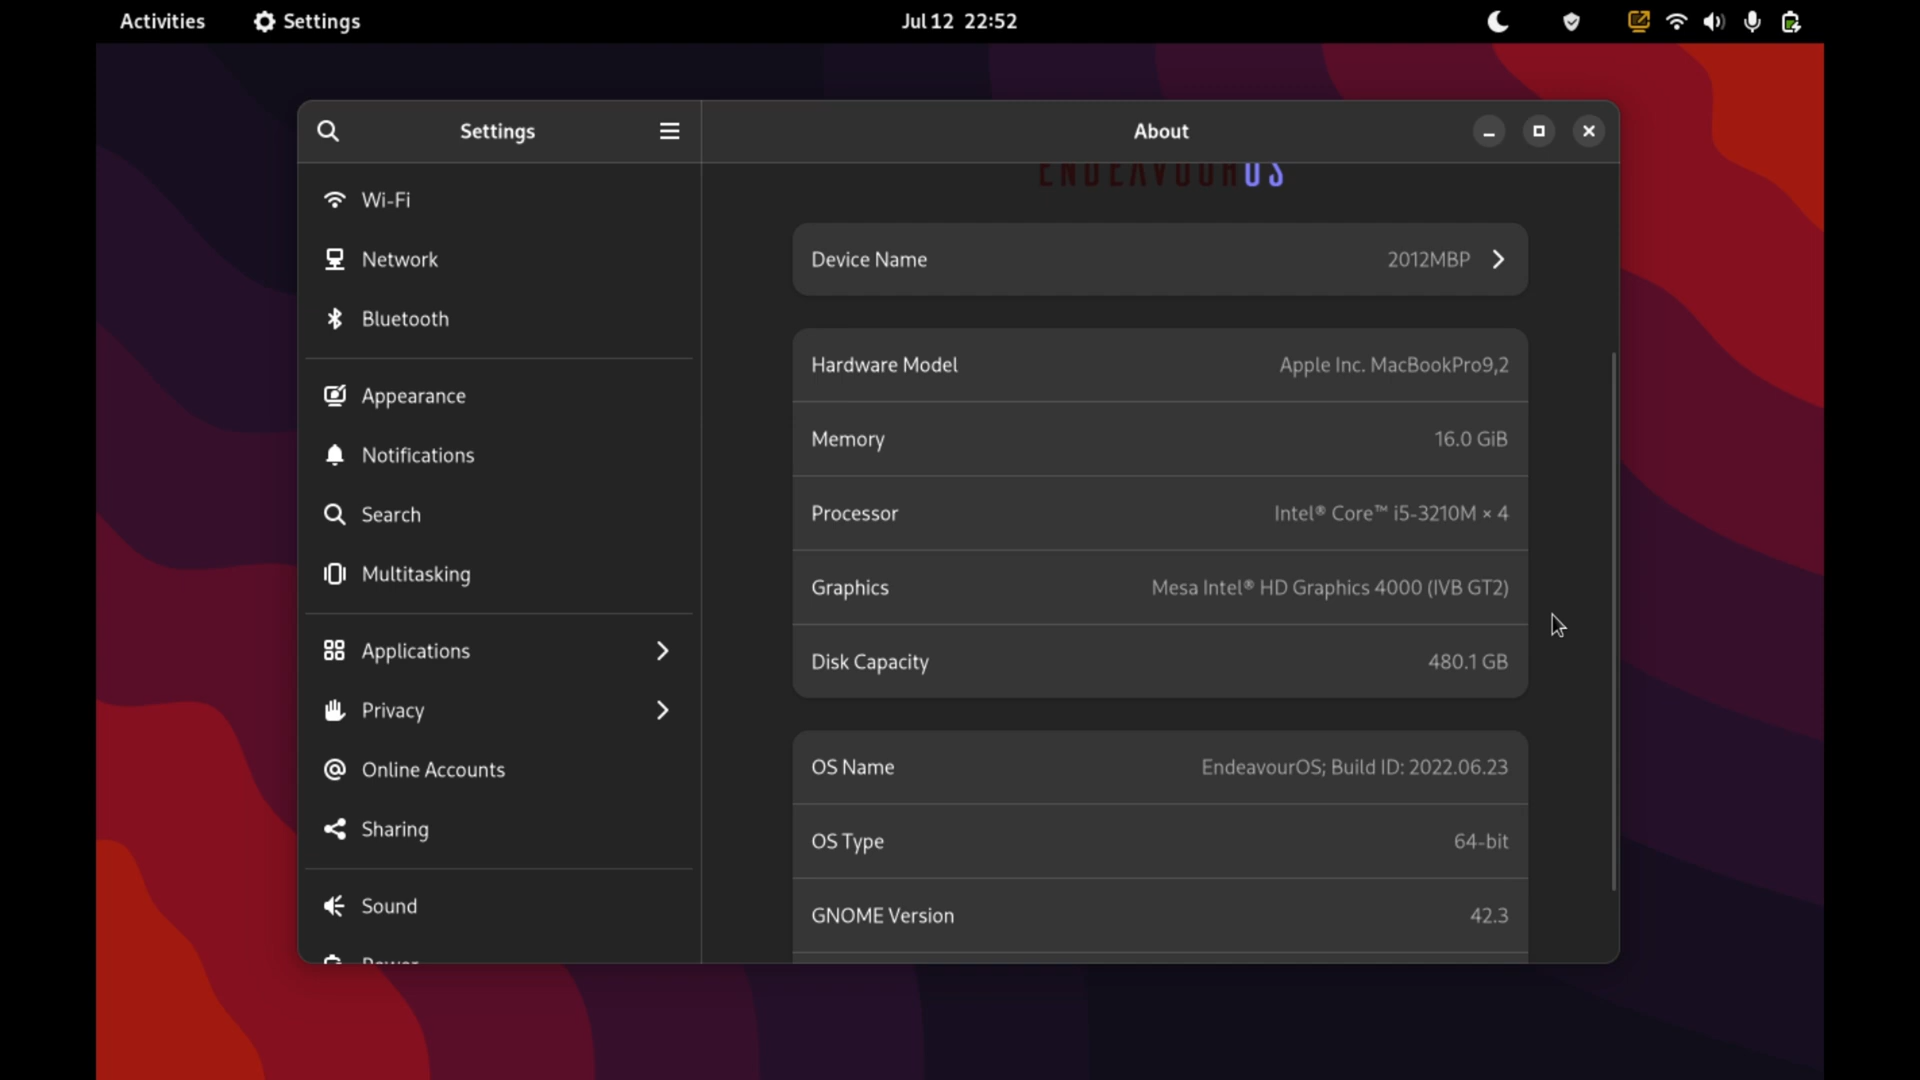 Activities
Settings
Jul 12 22:52
Settings
About
ENDEAVOUROS
Wi-Fi
Network
Bluetooth
Appearance
Notifications
Search
Multitasking
Applications
Privacy
Online Accounts
Sharing
Sound
Power
Device Name 2012MBP
Hardware Model Apple Inc. MacBookPro9,2
Memory 16.0 GiB
Processor Intel® Core™ i5-3210M × 4
Graphics Mesa Intel® HD Graphics 4000 (IVB GT2)
Disk Capacity 480.1 GB
OS Name EndeavourOS; Build ID: 2022.06.23
OS Type 64-bit
GNOME Version 42.3